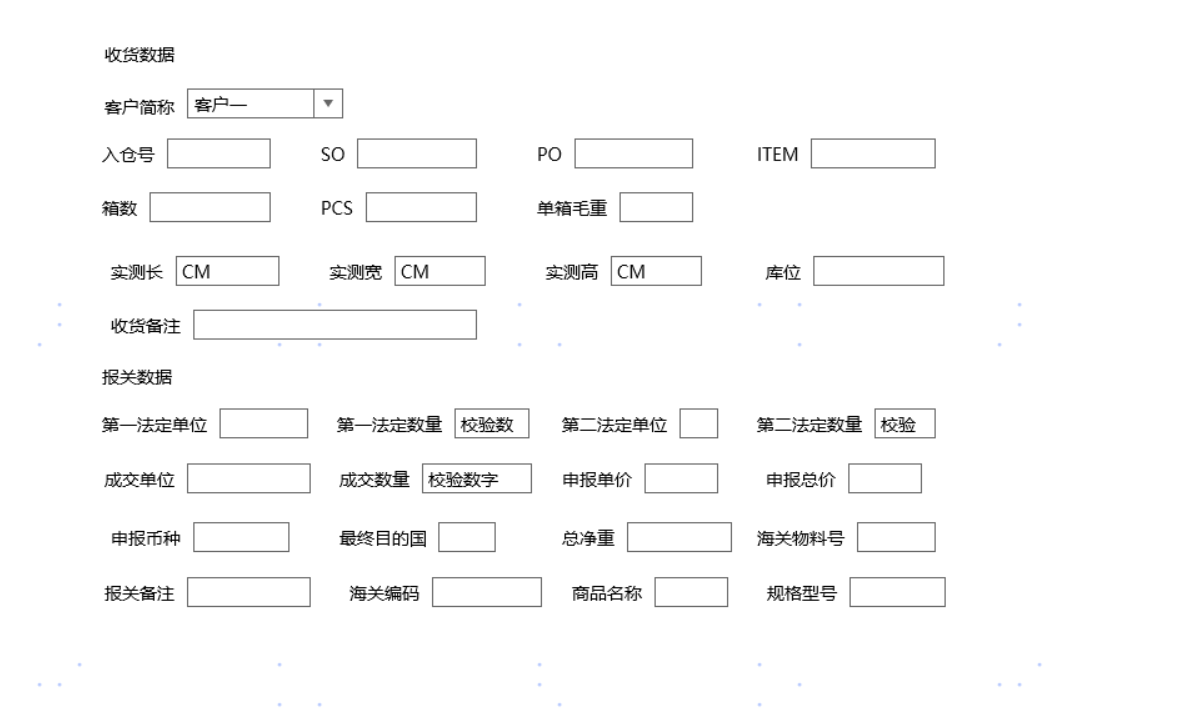 收货数据
客户简称 客户一
入仓号 SO PO ITEM
箱数 PCS 单箱毛重
实测长 CM 实测宽 CM 实测高 CM 库位
收货备注
报关数据
第一法定单位 第一法定数量 校验数 第二法定单位 第二法定数量 校验
成交单位 成交数量 校验数字 申报单价 申报总价
申报币种 最终目的国 总净重 海关物料号
报关备注 海关编码 商品名称 规格型号